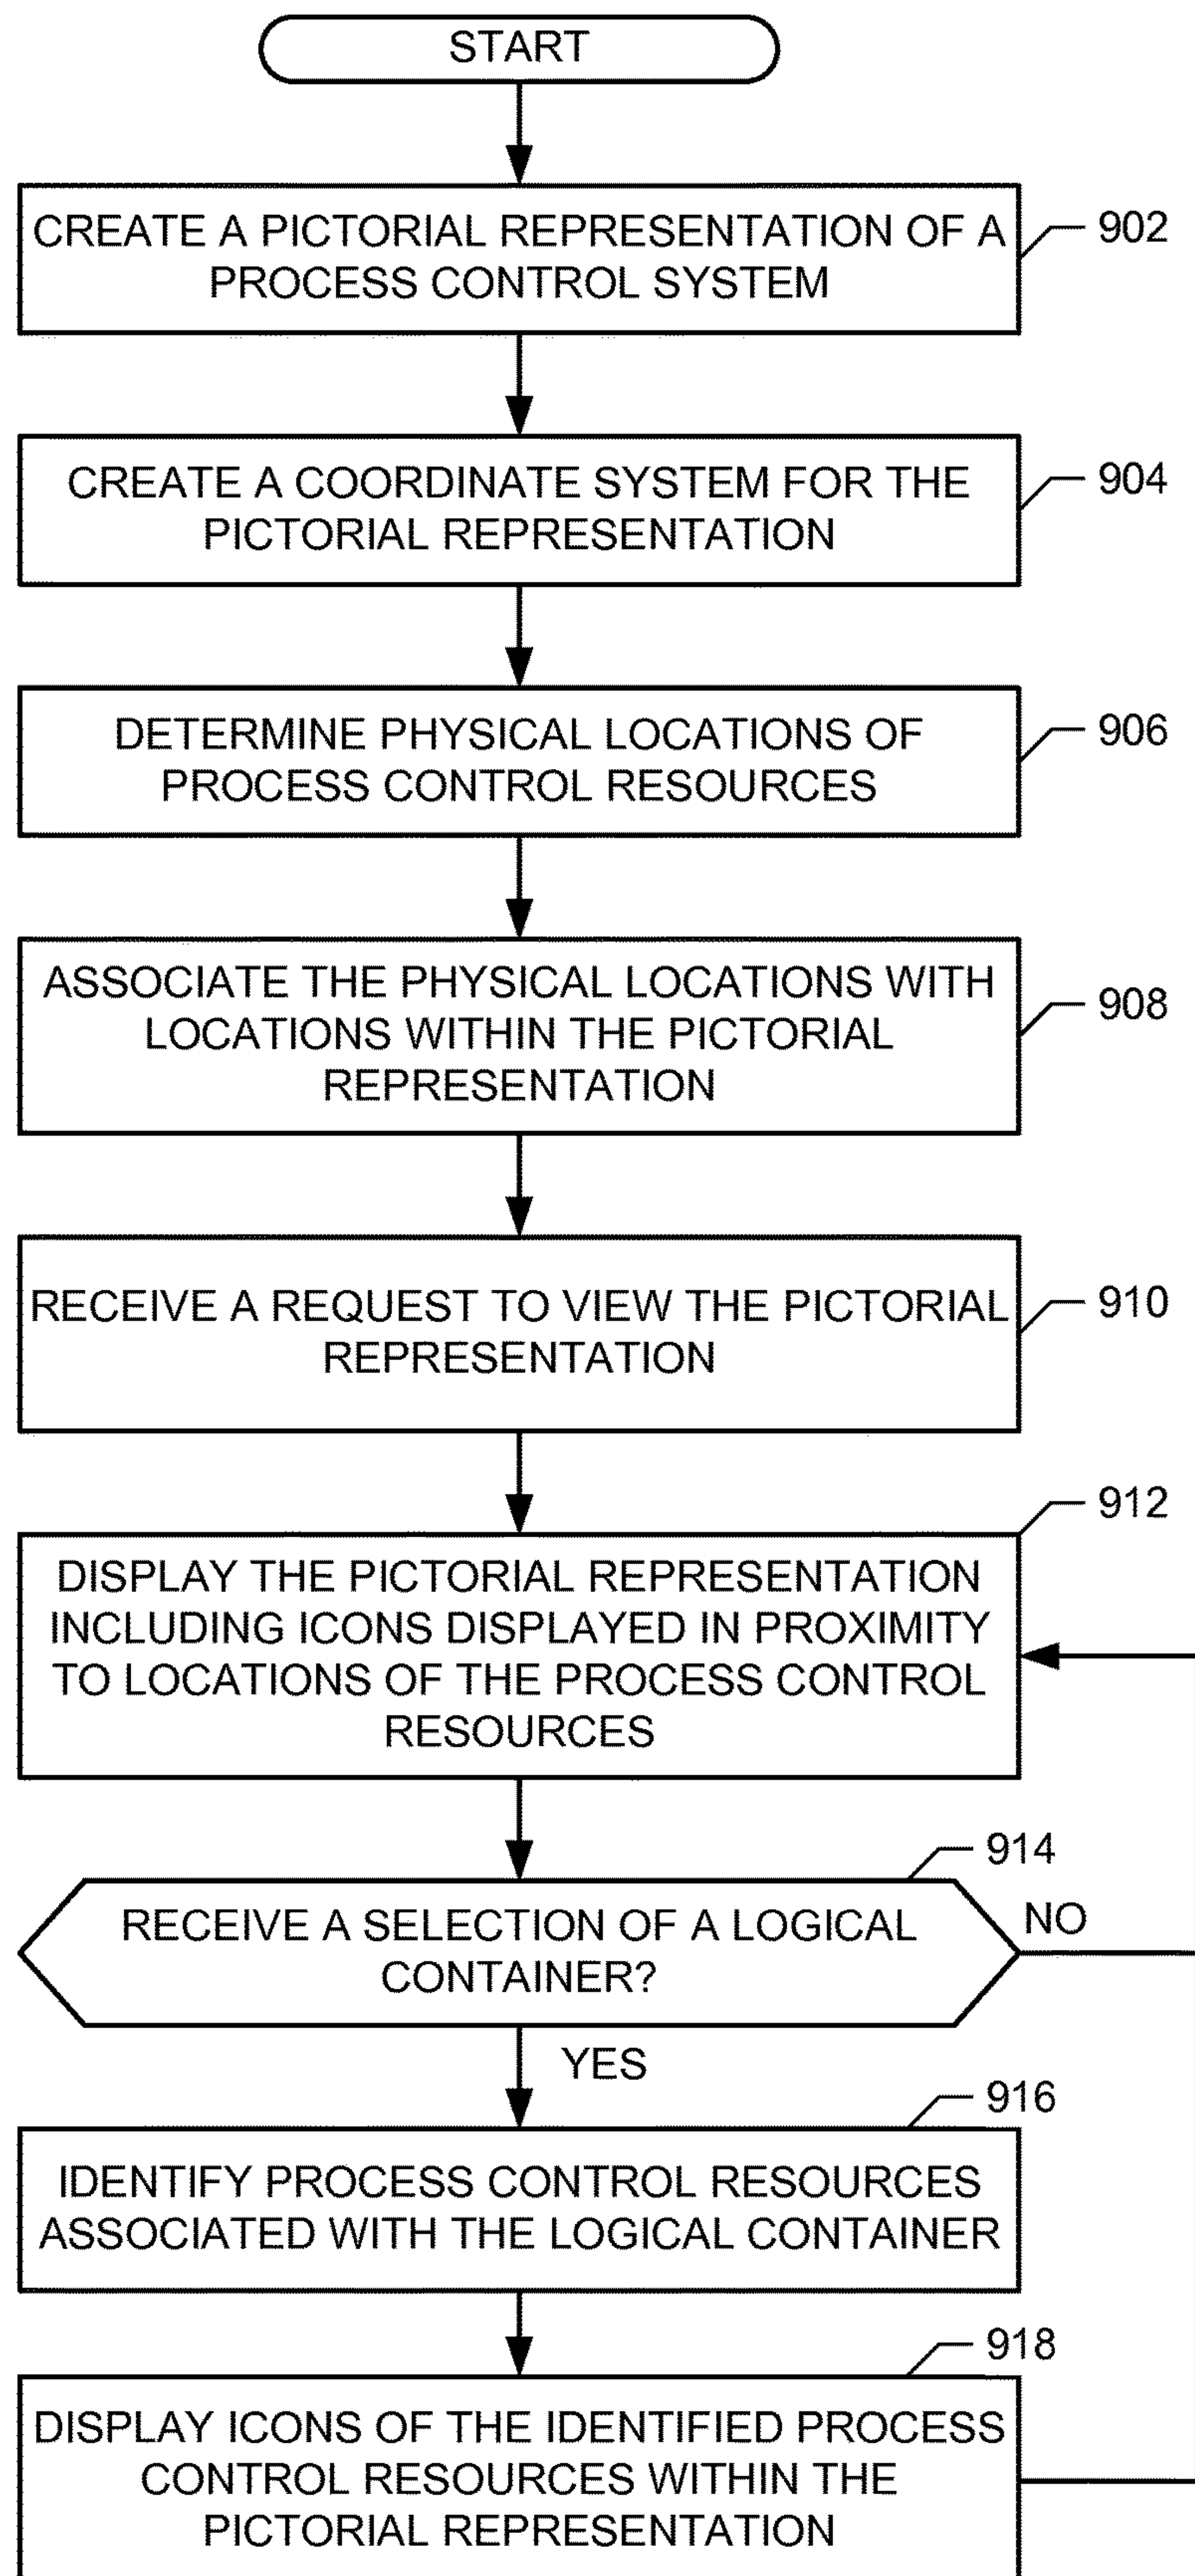 START
CREATE A PICTORIAL REPRESENTATION OF A
PROCESS CONTROL SYSTEM
902
CREATE A COORDINATE SYSTEM FOR THE
PICTORIAL REPRESENTATION
904
DETERMINE PHYSICAL LOCATIONS OF
PROCESS CONTROL RESOURCES
906
ASSOCIATE THE PHYSICAL LOCATIONS WITH
LOCATIONS WITHIN THE PICTORIAL
REPRESENTATION
908
RECEIVE A REQUEST TO VIEW THE PICTORIAL
REPRESENTATION
910
912
DISPLAY THE PICTORIAL REPRESENTATION
INCLUDING ICONS DISPLAYED IN PROXIMITY
TO LOCATIONS OF THE PROCESS CONTROL
RESOURCES
914
RECEIVE A SELECTION OF A LOGICAL
CONTAINER?
NO
YES
916
IDENTIFY PROCESS CONTROL RESOURCES
ASSOCIATED WITH THE LOGICAL CONTAINER
918
DISPLAY ICONS OF THE IDENTIFIED PROCESS
CONTROL RESOURCES WITHIN THE
PICTORIAL REPRESENTATION